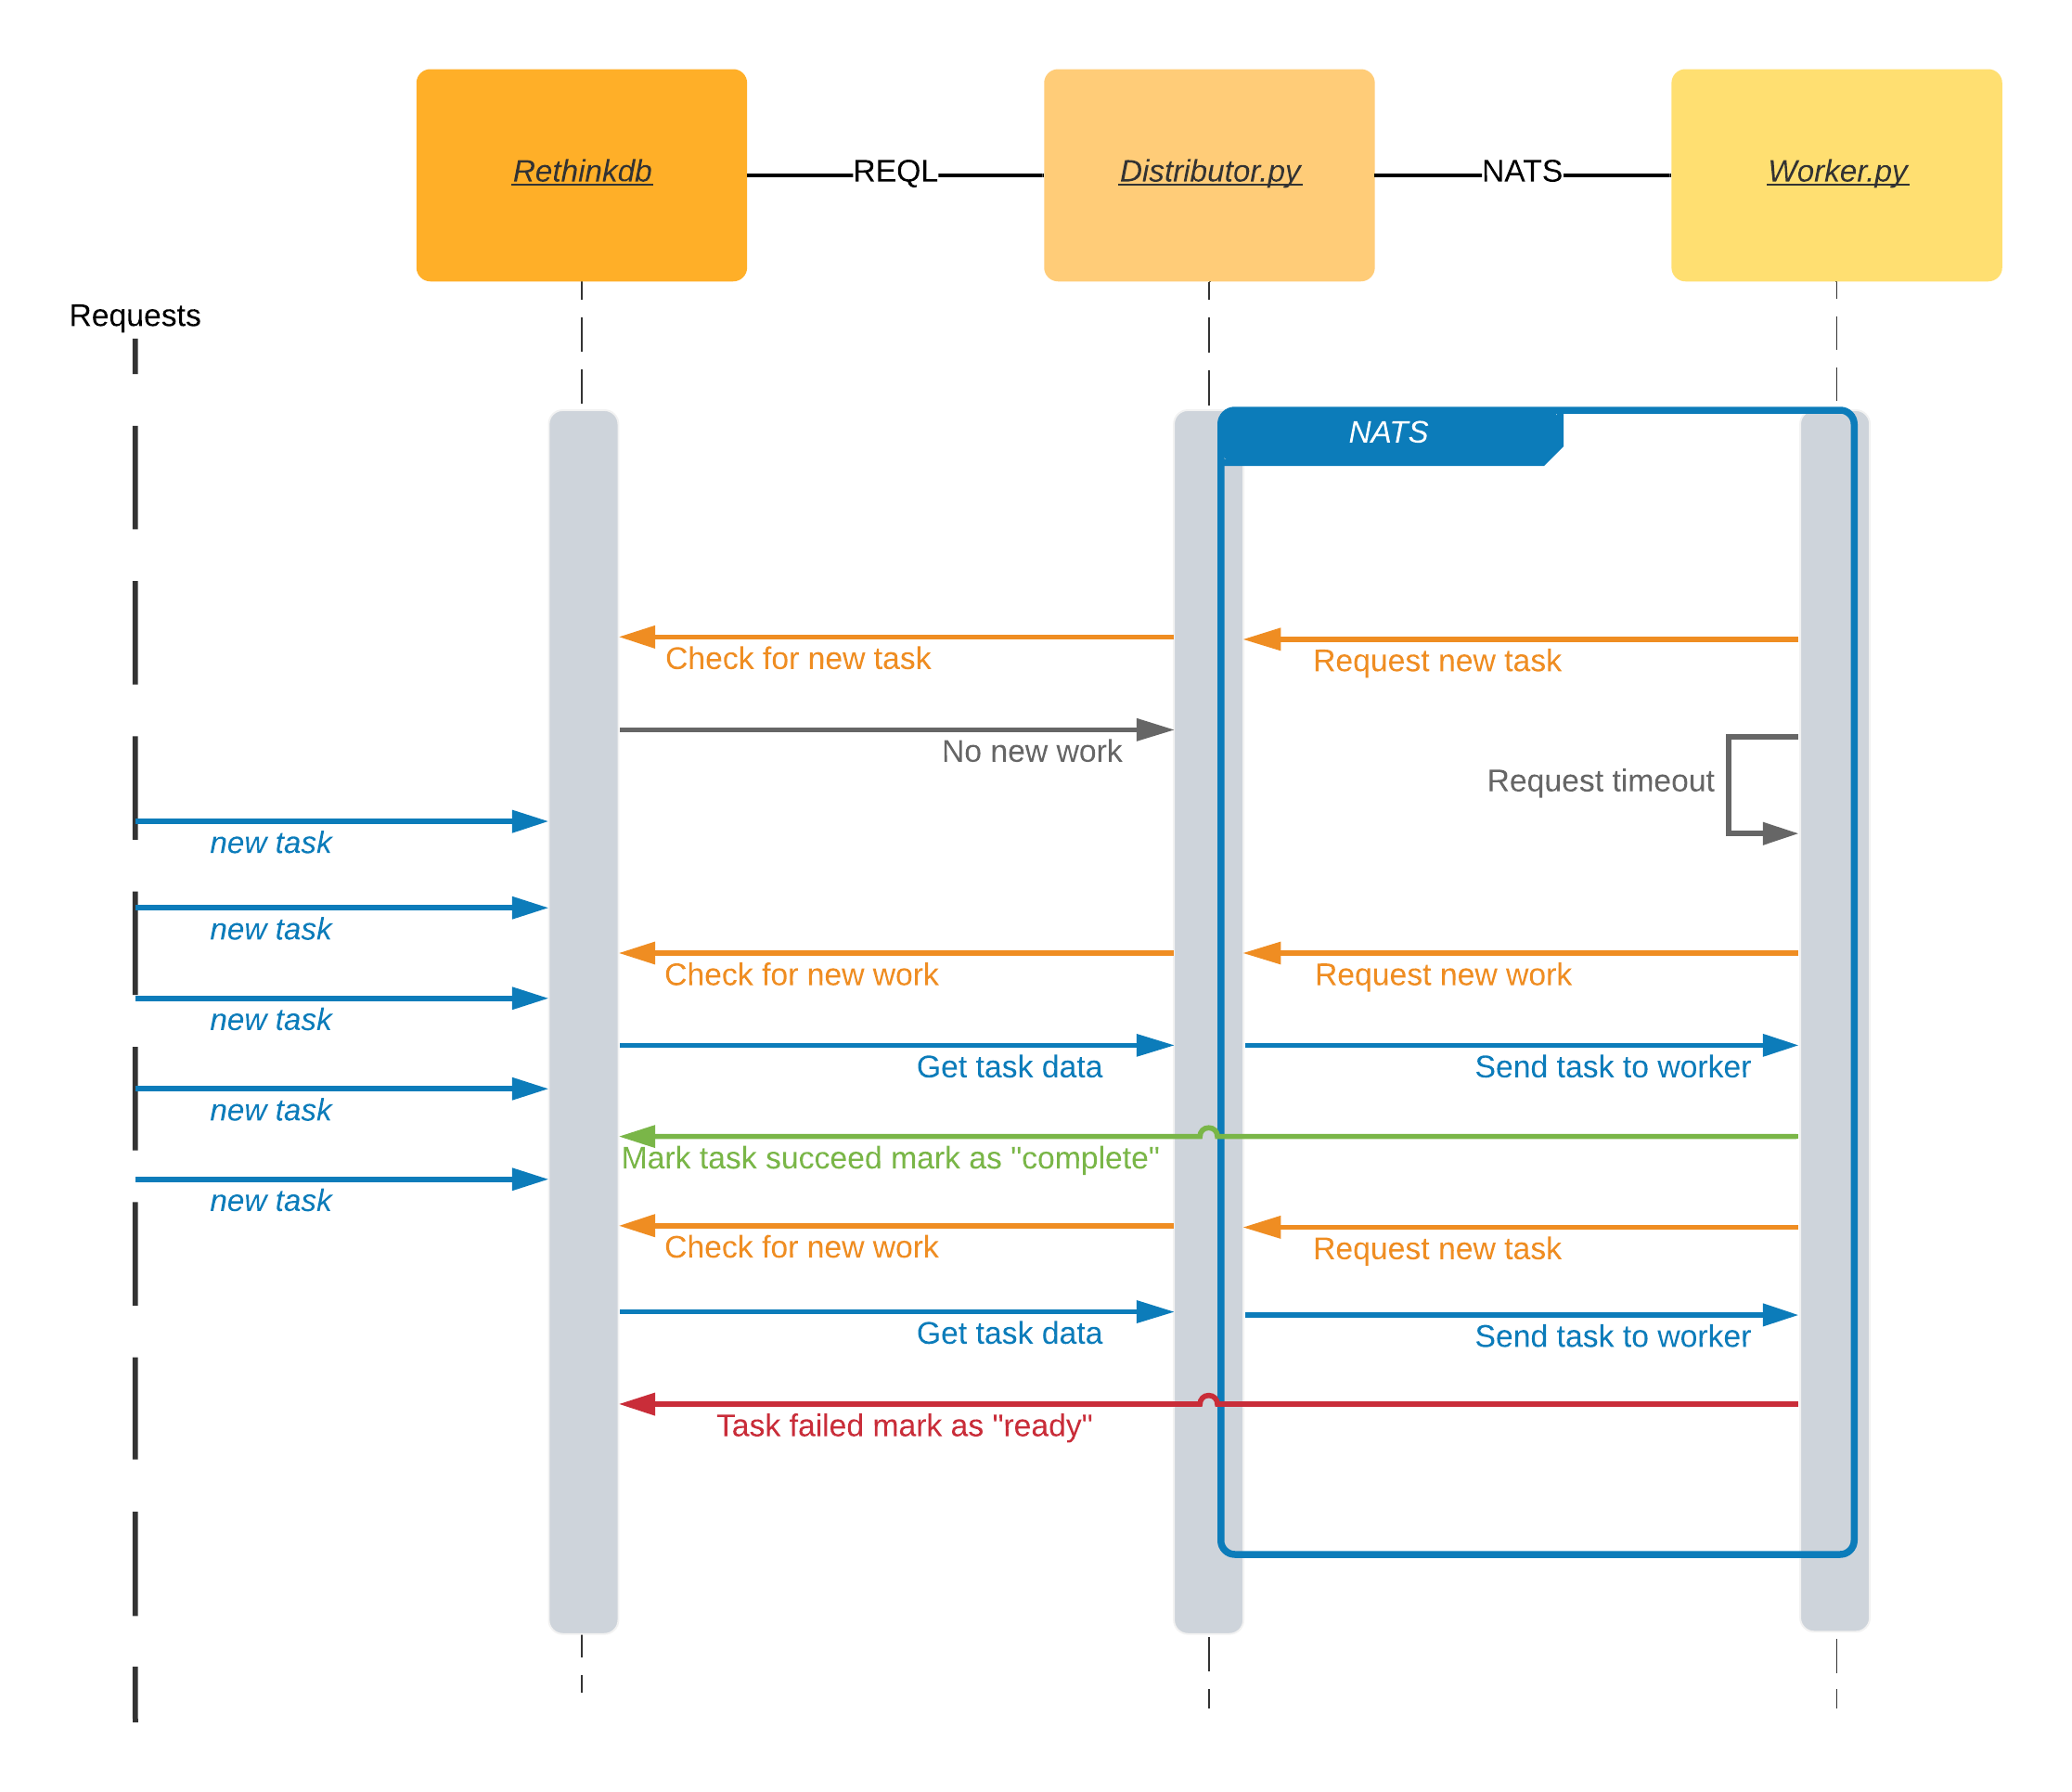 Rethinkdb
REQL
Distributor.py
NATS
Worker.py
Requests
NATS
Check for new task
Request new task
No new work
Request timeout
new task
new task
Check for new work
Request new work
new task
Get task data
Send task to worker
new task
Mark task succeed mark as "complete"
new task
Check for new work
Request new task
Get task data
Send task to worker
Task failed mark as "ready"